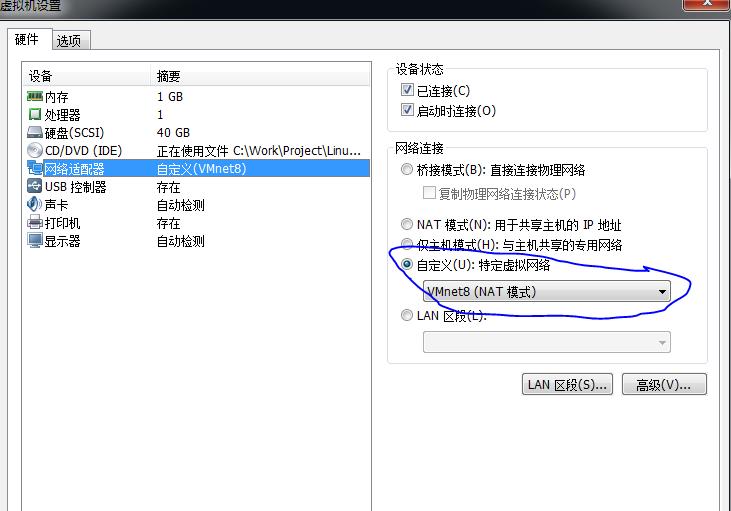 虚拟机设置
硬件
选项
设备 摘要
内存 1 GB
处理器 1
硬盘(SCSI) 40 GB
CD/DVD (IDE) 正在使用文件 C:\Work\Project\Linu...
网络适配器 自定义(VMnet8)
USB 控制器 存在
声卡 自动检测
打印机 存在
显示器 自动检测
设备状态
已连接(C)
启动时连接(O)
网络连接
桥接模式(B): 直接连接物理网络
复制物理网络连接状态(P)
NAT 模式(N): 用于共享主机的 IP 地址
仅主机模式(H): 与主机共享的专用网络
自定义(U): 特定虚拟网络
VMnet8 (NAT 模式)
LAN 区段(L):
LAN 区段(S)... 高级(V)...